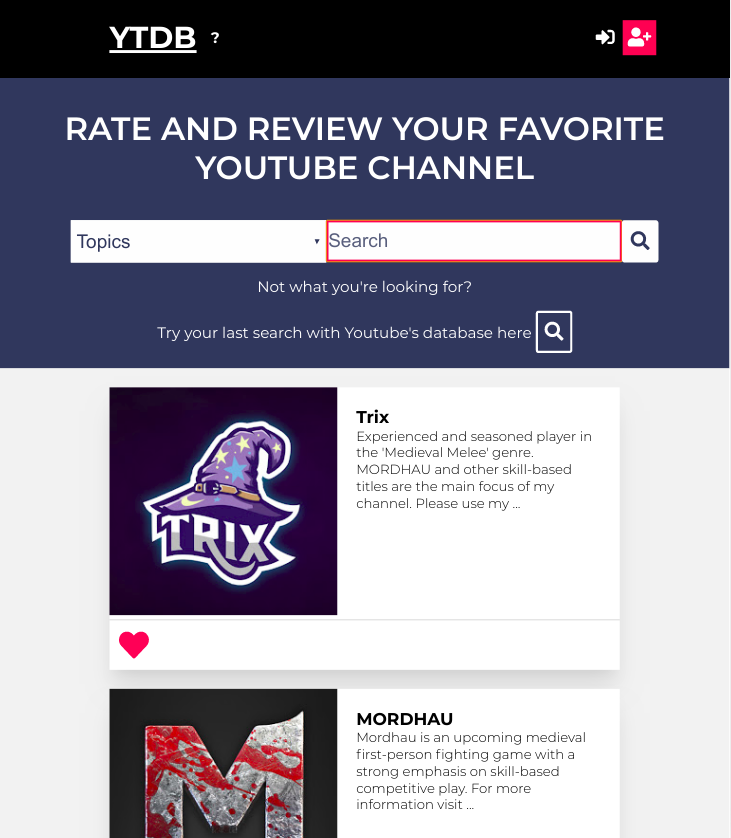 YTDB ?
RATE AND REVIEW YOUR FAVORITE
YOUTUBE CHANNEL
Topics
Search
Not what you're looking for?
Try your last search with Youtube's database here
TRIX
Trix
Experienced and seasoned player in
the 'Medieval Melee' genre.
MORDHAU and other skill-based
titles are the main focus of my
channel. Please use my ...
M
MORDHAU
Mordhau is an upcoming medieval
first-person fighting game with a
strong emphasis on skill-based
competitive play. For more
information visit ...